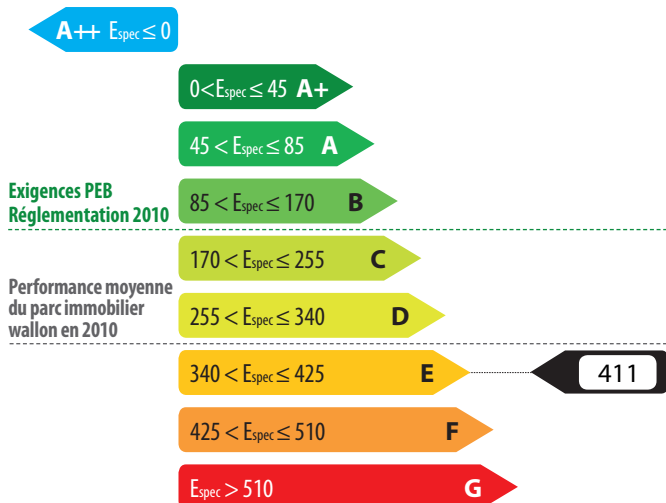 A++ Espec ≤ 0
0<Espec ≤ 45 A+
45 < Espec ≤ 85 A
Exigences PEB
Réglementation 2010
85 < Espec ≤ 170 B
170 < Espec ≤ 255 C
Performance moyenne
du parc immobilier
wallon en 2010
255 < Espec ≤ 340 D
340 < Espec ≤ 425 E 411
425 < Espec ≤ 510 F
Espec > 510 G